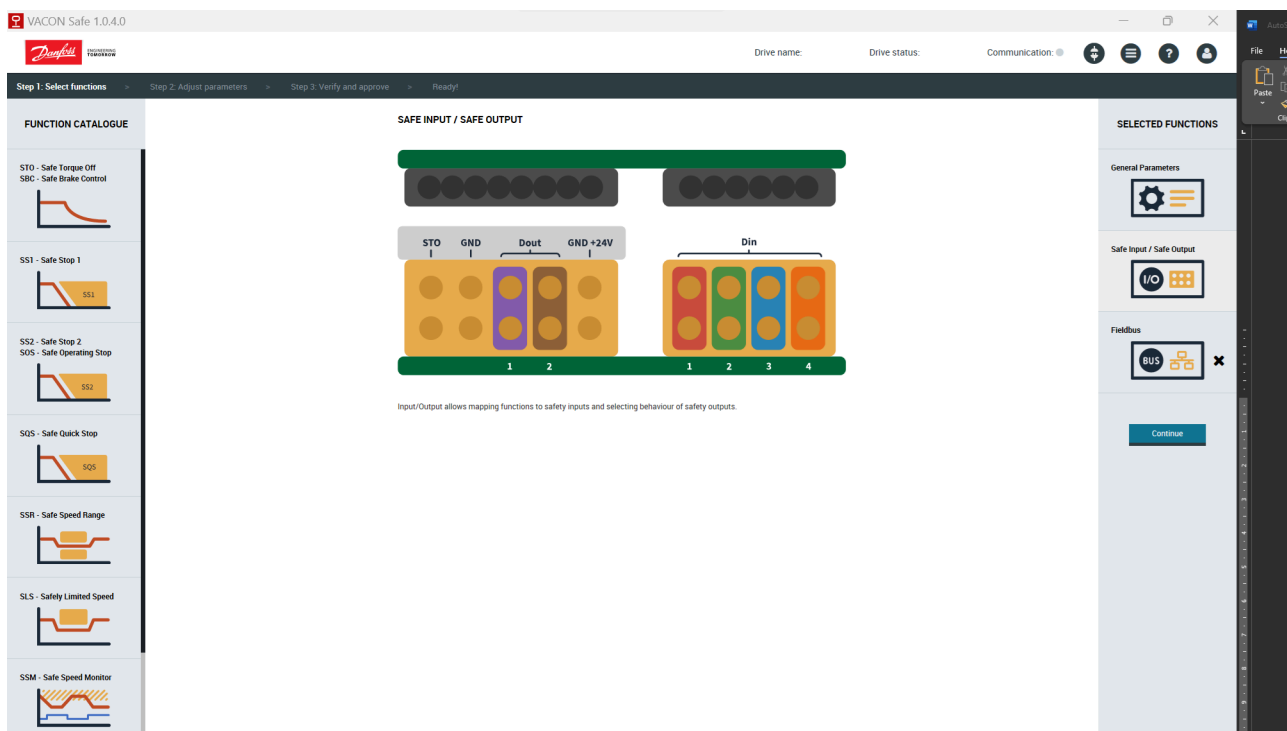 VACON Safe 1.0.4.0
Danfoss
ENGINEERING
TOMORROW
Drive name:
Drive status:
Communication:
?
Step 1: Select functions > Step 2: Adjust parameters > Step 3: Verify and approve > Ready!
FUNCTION CATALOGUE
STO - Safe Torque Off
SBC - Safe Brake Control
SS1 - Safe Stop 1
SS1
SS2 - Safe Stop 2
SOS - Safe Operating Stop
SS2
SQS - Safe Quick Stop
SQS
SSR - Safe Speed Range
SLS - Safely Limited Speed
SSM - Safe Speed Monitor
SAFE INPUT / SAFE OUTPUT
STO GND Dout GND +24V
Din
1 2
1 2 3 4
Input/Output allows mapping functions to safety inputs and selecting behaviour of safety outputs.
SELECTED FUNCTIONS
General Parameters
Safe Input / Safe Output
I/O
Fieldbus
BUS
Continue
File
Paste